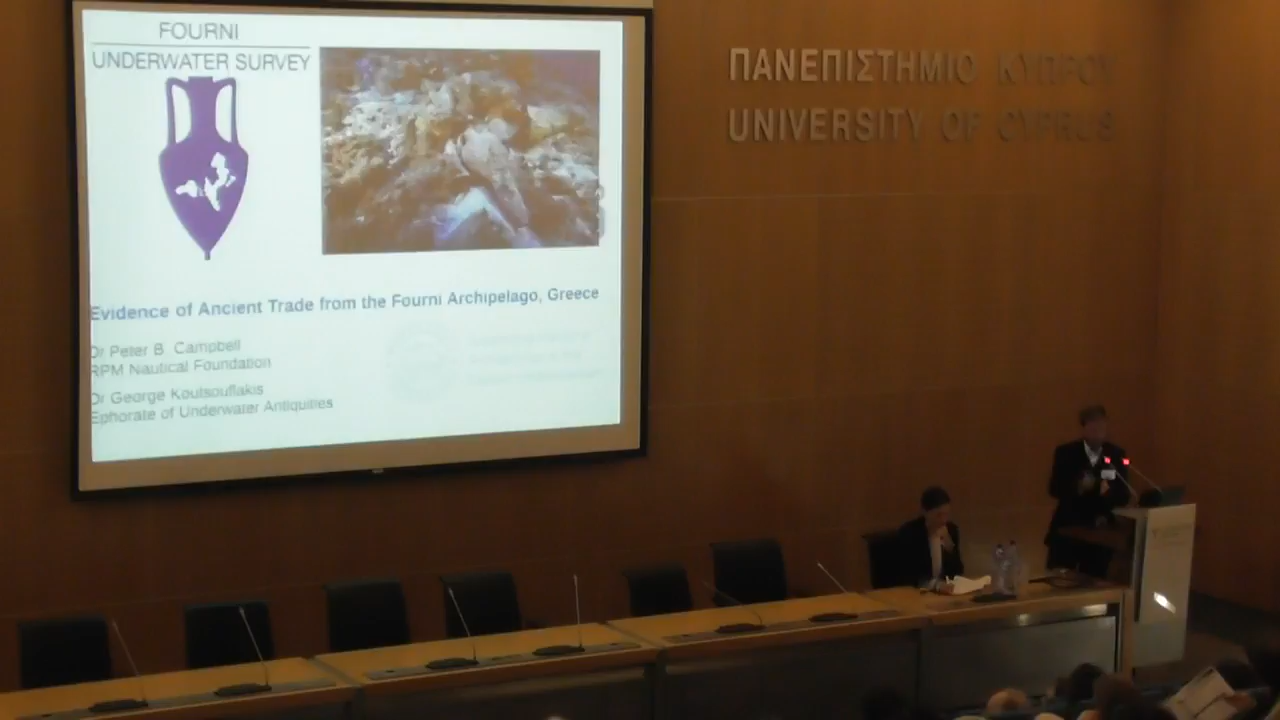 FOURNI
UNDERWATER SURVEY
Evidence of Ancient Trade from the Fourni Archipelago, Greece
Dr Peter B. Campbell
RPM Nautical Foundation
Dr George Koutsouflakis
Ephorate of Underwater Antiquities
ΠΑΝΕΠΙΣΤΗΜΙΟ ΚΥΠΡΟΥ
UNIVERSITY OF CYPRUS